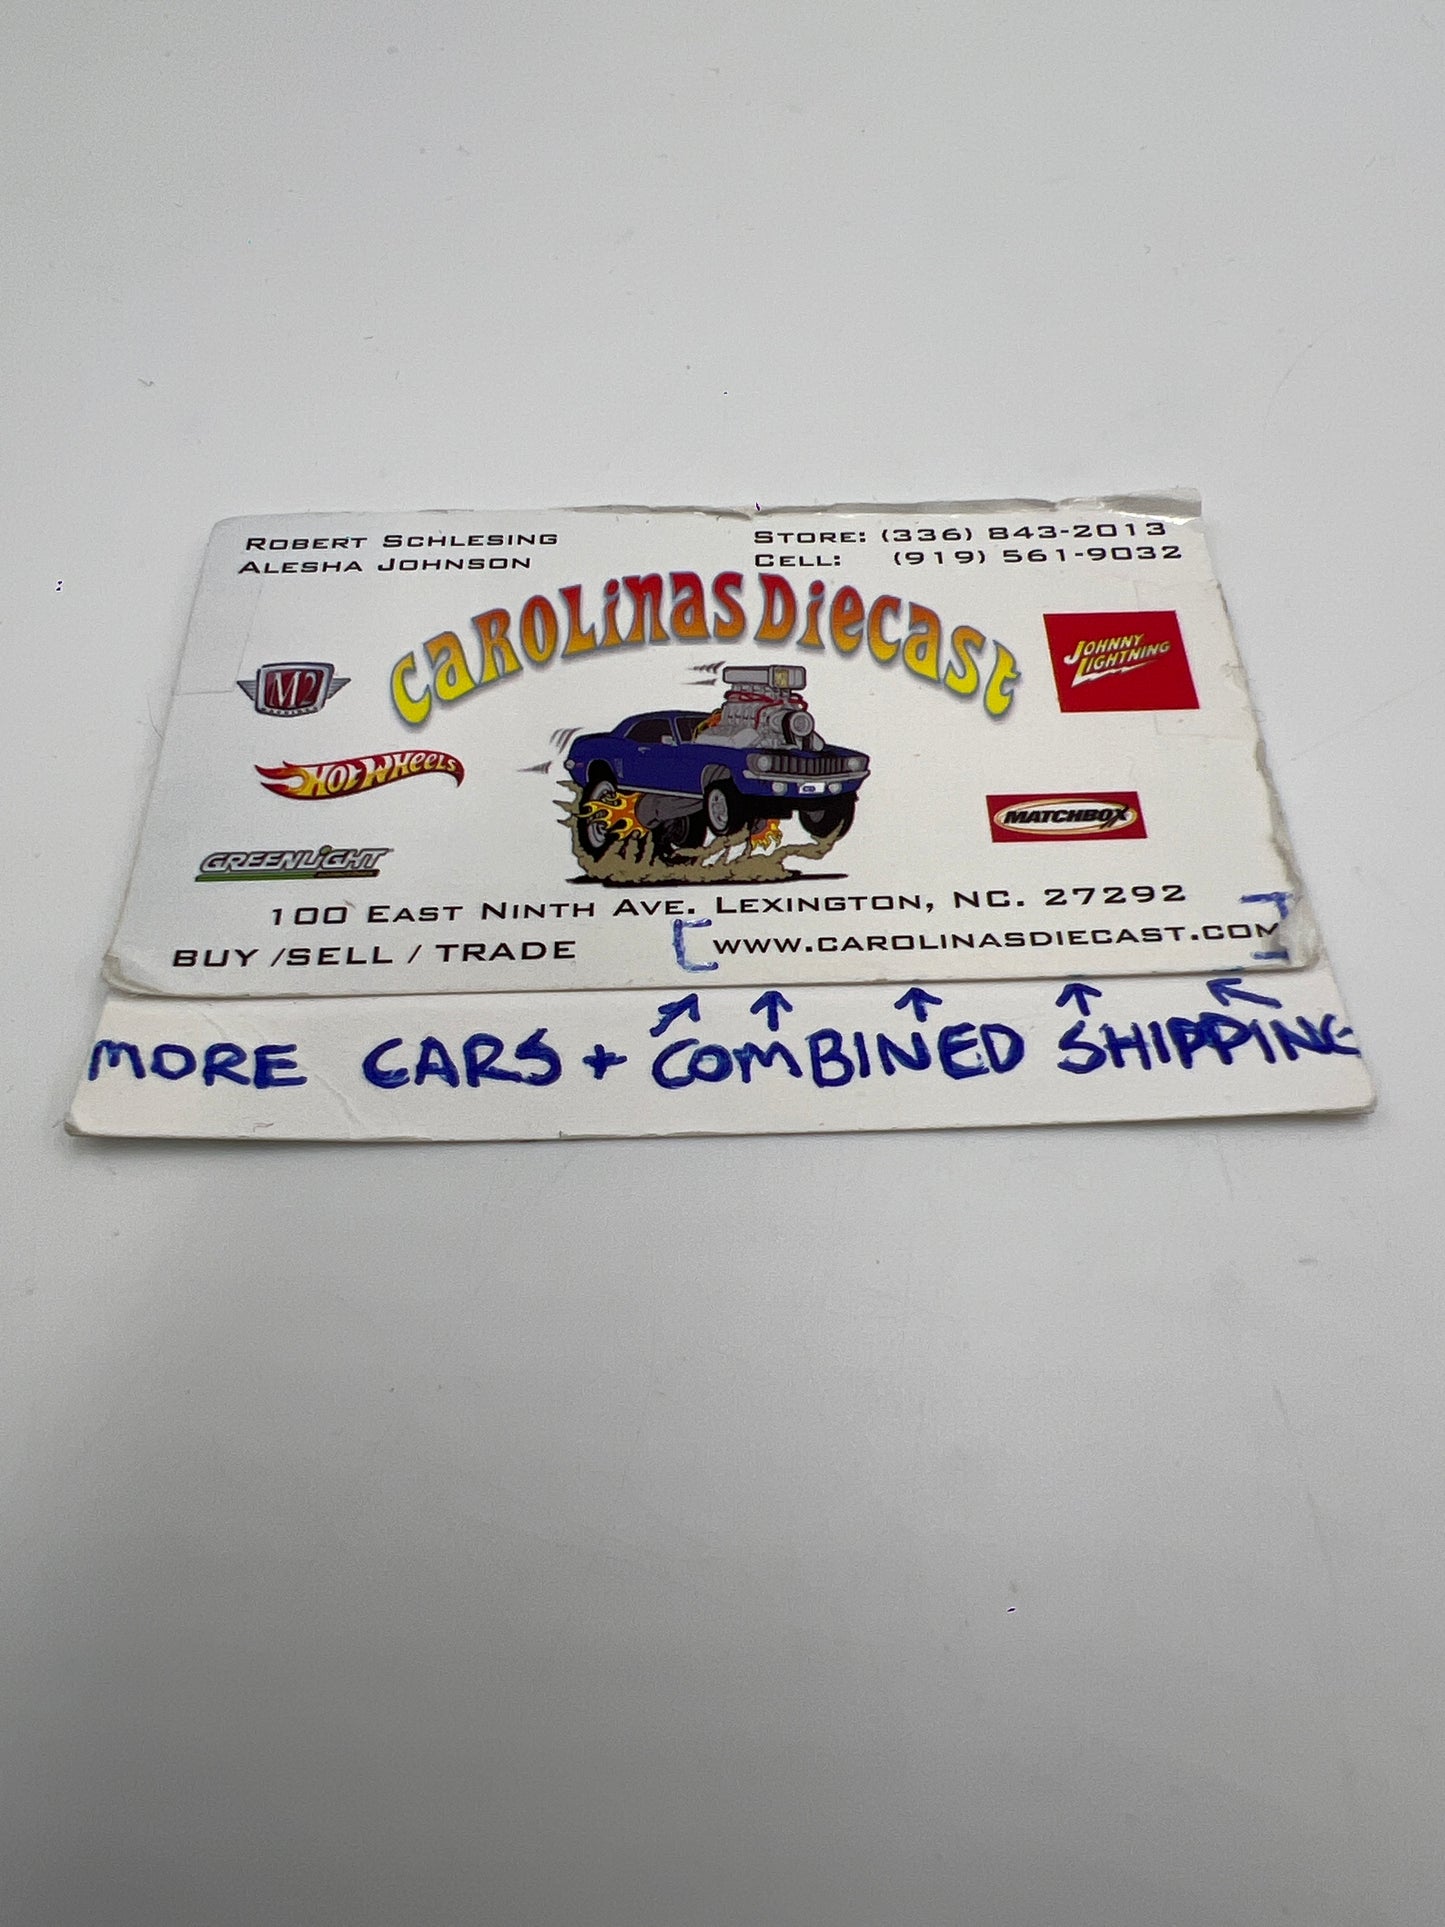 ROBERT SCHLESING
ALESHA JOHNSON
STORE: (336) 843-2013
CELL: (919) 561-9032
CAROLINAS DIECAST
M2
MACHINES
JOHNNY
LIGHTNING
HOT WHEELS
MATCHBOX
GREENLIGHT
100 EAST NINTH AVE. LEXINGTON, NC. 27292
BUY /SELL / TRADE
WWW.CAROLINASDIECAST.COM
MORE CARS + COMBINED SHIPPING